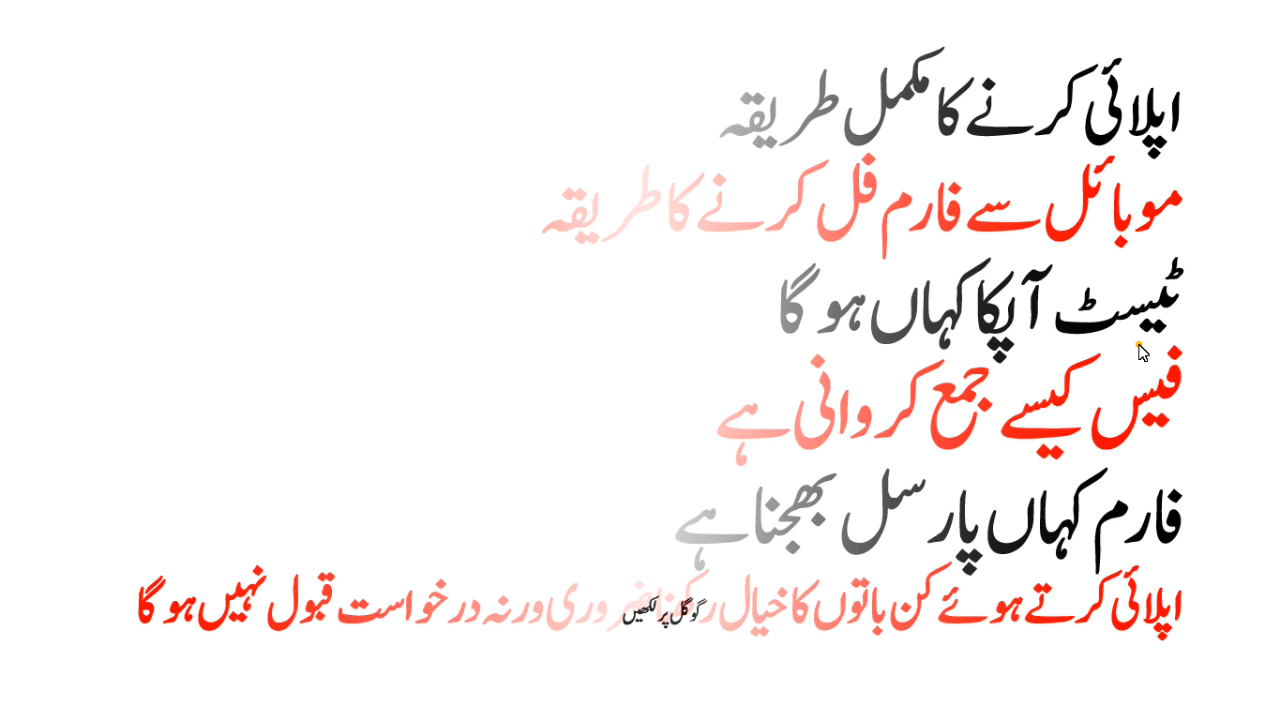 اپلائی کرنے کا مکمل طریقہ
موبائل سے فارم فل کرنے کا طریقہ
ٹیسٹ آپکا کہاں ہو گا
فیس کیسے جمع کروانی ہے
فارم کہاں پارسل بھجنا ہے
اپلائی کرتے ہوئے کن باتوں کا خیال رکھنا ضروری ورنہ درخواست قبول نہیں ہو گا
گوگل پر لکھیں